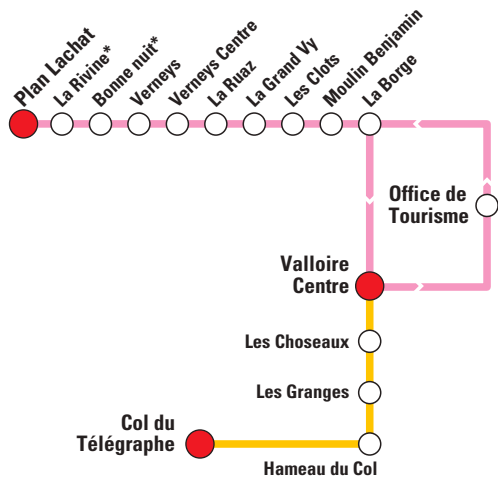 Plan Lachat
La Rivine*
Bonne nuit*
Verneys
Verneys Centre
La Ruaz
La Grand Vy
Les Clots
Moulin Benjamin
La Borge
Office de
Tourisme
Valloire
Centre
Les Choseaux
Les Granges
Col du
Télégraphe
Hameau du Col